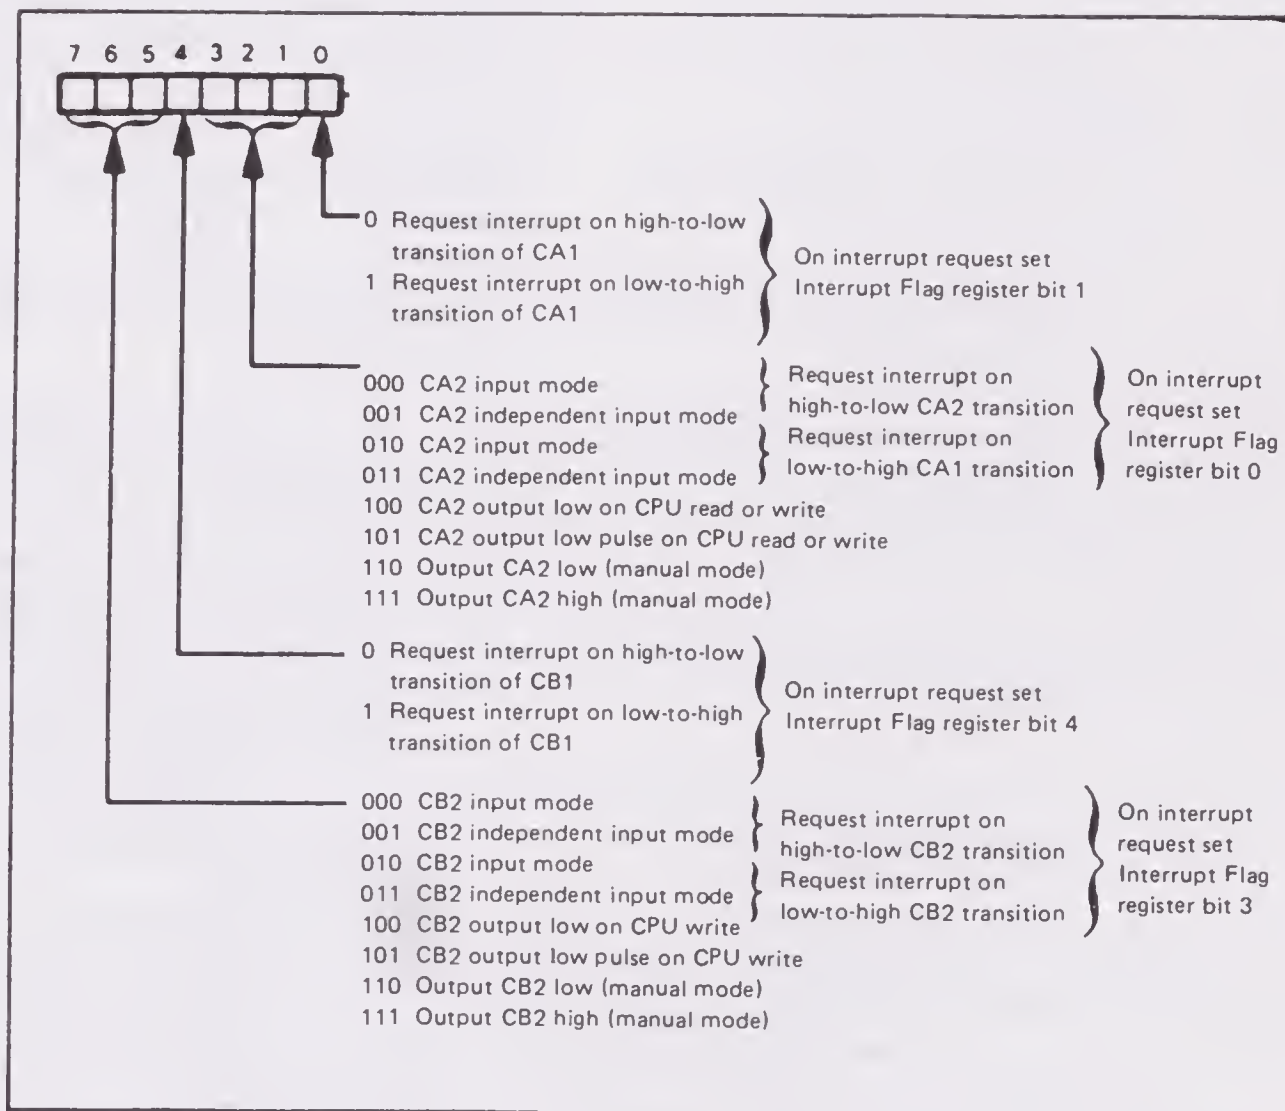 7 6 5 4 3 2 1 0
0 Request interrupt on high-to-low
transition of CA1
1 Request interrupt on low-to-high
transition of CA1
On interrupt request set
Interrupt Flag register bit 1
000 CA2 input mode
001 CA2 independent input mode
010 CA2 input mode
011 CA2 independent input mode
100 CA2 output low on CPU read or write
101 CA2 output low pulse on CPU read or write
110 Output CA2 low (manual mode)
111 Output CA2 high (manual mode)
Request interrupt on
high-to-low CA2 transition
Request interrupt on
low-to-high CA1 transition
On interrupt
request set
Interrupt Flag
register bit 0
0 Request interrupt on high-to-low
transition of CB1
1 Request interrupt on low-to-high
transition of CB1
On interrupt request set
Interrupt Flag register bit 4
000 CB2 input mode
001 CB2 independent input mode
010 CB2 input mode
011 CB2 independent input mode
100 CB2 output low on CPU write
101 CB2 output low pulse on CPU write
110 Output CB2 low (manual mode)
111 Output CB2 high (manual mode)
Request interrupt on
high-to-low CB2 transition
Request interrupt on
low-to-high CB2 transition
On interrupt
request set
Interrupt Flag
register bit 3